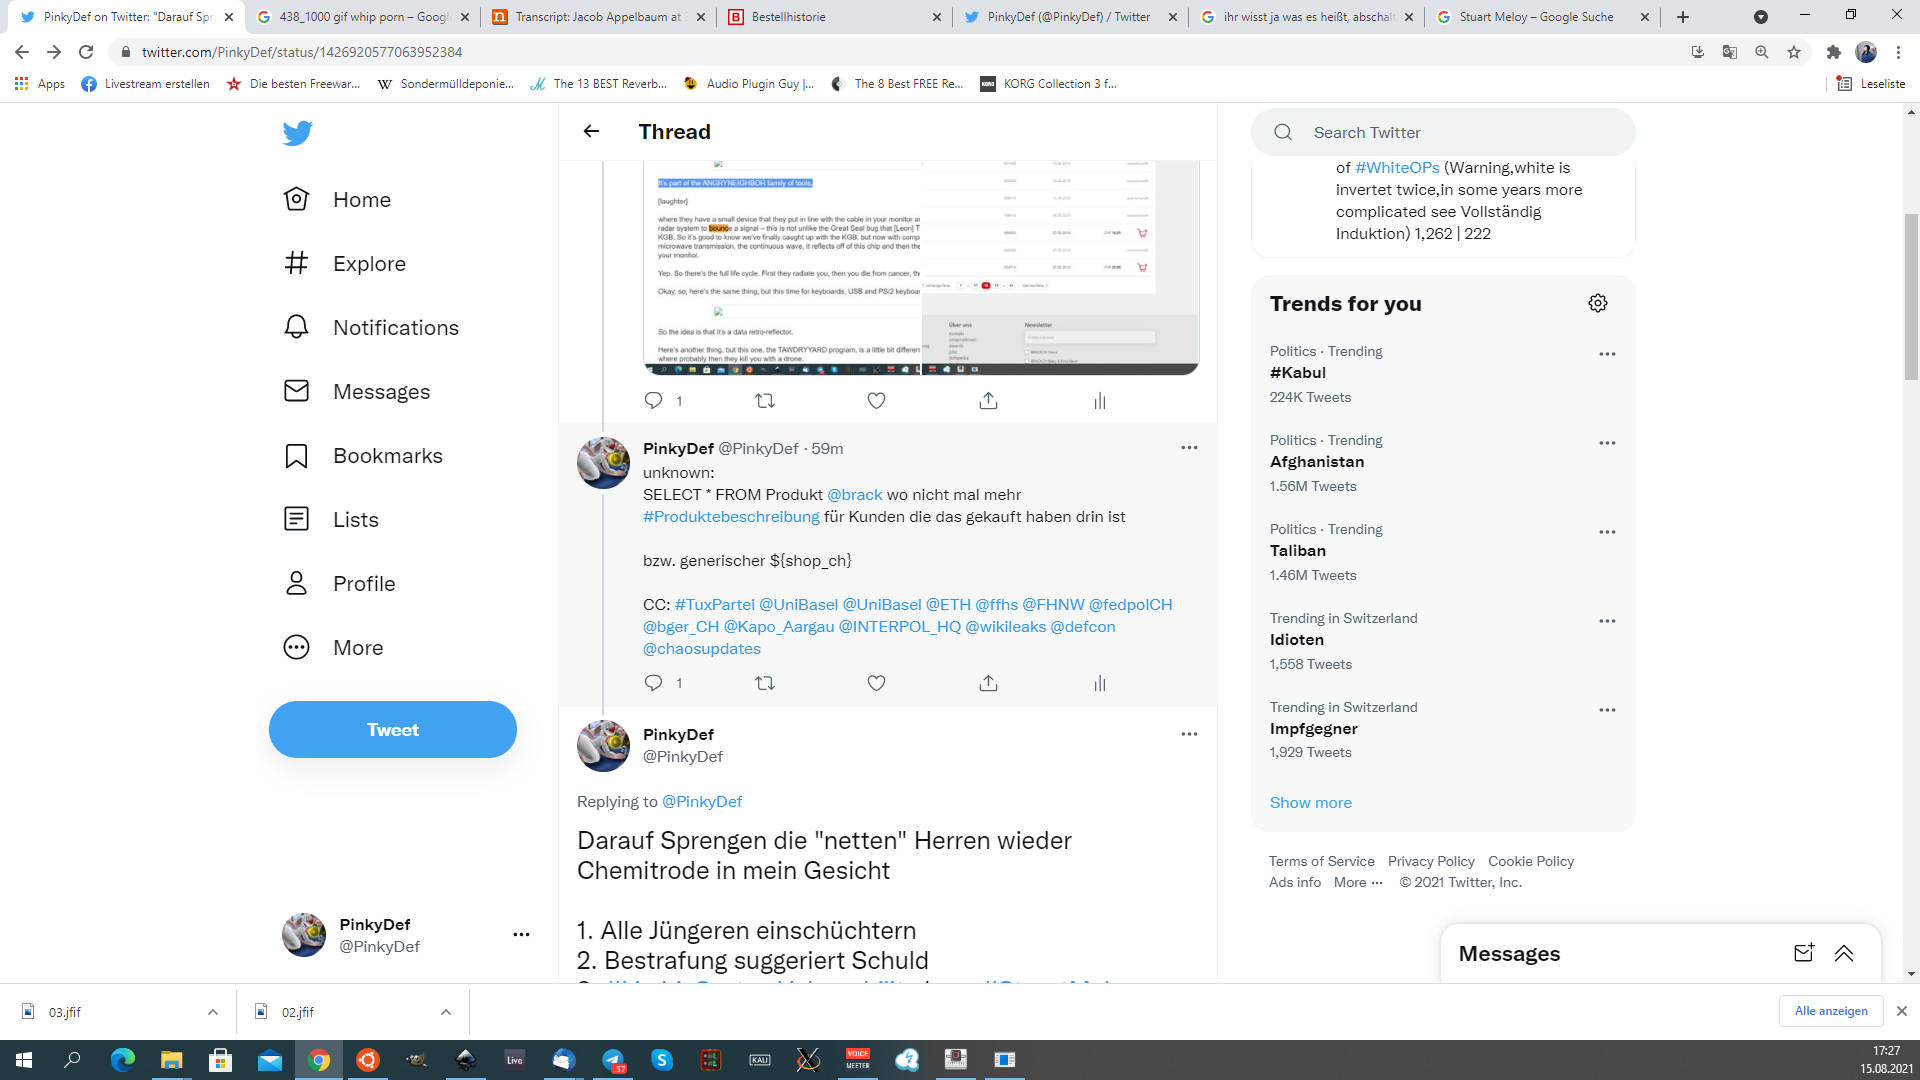 PinkyDef on Twitter: "Darauf Spr
438_1000 gif whip porn – Google
Transcript: Jacob Appelbaum at
Bestellhistorie
PinkyDef (@PinkyDef) / Twitter
ihr wisst ja was es heißt, abschalt
Stuart Meloy – Google Suche
twitter.com/PinkyDef/status/1426920577063952384
Apps
Livestream erstellen
Die besten Freewar...
Sondermülldeponie...
The 13 BEST Reverb...
Audio Plugin Guy |...
The 8 Best FREE Re...
KORG Collection 3 f...
Leseliste
Home
Explore
Notifications
Messages
Bookmarks
Lists
Profile
More
Tweet
PinkyDef
@PinkyDef
Thread
It's part of the ANGRYNEIGHBOR family of tools,
[laughter]
where they have a small device that they put in line with the cable in your monitor an
radar system to bounce a signal – this is not unlike the Great Seal bug that [Leon] T
KGB. So it's good to know we've finally caught up with the KGB, but now with comp
microwave transmission, the continuous wave, it reflects off of this chip and then the
your monitor.
Yep. So there's the full life cycle. First they radiate you, then you die from cancer, the
Okay, so, here's the same thing, but this time for keyboards, USB and PS/2 keyboar
So the idea is that it's a data retro-reflector.
Here's another thing, but this one, the TAWDRYYARD program, is a little bit differen
where probably then they kill you with a drone.
Über uns
Newsletter
1
PinkyDef @PinkyDef · 59m
unknown:
SELECT * FROM Produkt @brack wo nicht mal mehr
#Produktebeschreibung für Kunden die das gekauft haben drin ist
bzw. generischer ${shop_ch}
CC: #TuxPartei @UniBasel @UniBasel @ETH @ffhs @FHNW @fedpolCH
@bger_CH @Kapo_Aargau @INTERPOL_HQ @wikileaks @defcon
@chaosupdates
1
PinkyDef
@PinkyDef
Replying to @PinkyDef
Darauf Sprengen die "netten" Herren wieder
Chemitrode in mein Gesicht
1. Alle Jüngeren einschüchtern
2. Bestrafung suggeriert Schuld
Search Twitter
of #WhiteOPs (Warning,white is
invertet twice,in some years more
complicated see Vollständig
Induktion) 1,262 | 222
Trends for you
Politics · Trending
#Kabul
224K Tweets
Politics · Trending
Afghanistan
1.56M Tweets
Politics · Trending
Taliban
1.46M Tweets
Trending in Switzerland
Idioten
1,558 Tweets
Trending in Switzerland
Impfgegner
1,929 Tweets
Show more
Terms of Service Privacy Policy Cookie Policy
Ads info More ··· © 2021 Twitter, Inc.
Messages
03.jfif
02.jfif
Alle anzeigen
Live
57
KALI
VOICE
MEETER
17:27
15.08.2021